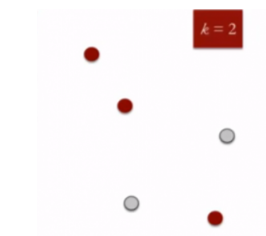 k = 2